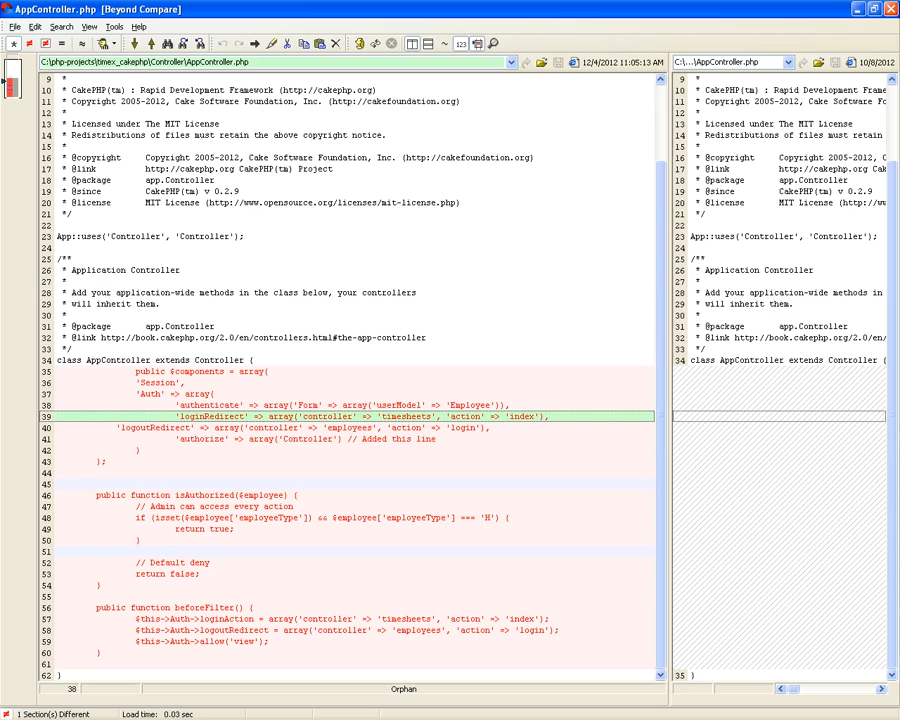 AppController.php [Beyond Compare]
File Edit Search View Tools Help
C:\php-projects\timex_cakephp\Controller\AppController.php 12/4/2012 11:05:13 AM
9 *
10 * CakePHP(tm) : Rapid Development Framework (http://cakephp.org)
11 * Copyright 2005-2012, Cake Software Foundation, Inc. (http://cakefoundation.org)
12 *
13 * Licensed under The MIT License
14 * Redistributions of files must retain the above copyright notice.
15 *
16 * @copyright Copyright 2005-2012, Cake Software Foundation, Inc. (http://cakefoundation.org)
17 * @link http://cakephp.org CakePHP(tm) Project
18 * @package app.Controller
19 * @since CakePHP(tm) v 0.2.9
20 * @license MIT License (http://www.opensource.org/licenses/mit-license.php)
21 */
22
23 App::uses('Controller', 'Controller');
24
25 /**
26 * Application Controller
27 *
28 * Add your application-wide methods in the class below, your controllers
29 * will inherit them.
30 *
31 * @package app.Controller
32 * @link http://book.cakephp.org/2.0/en/controllers.html#the-app-controller
33 */
34 class AppController extends Controller {
35 public $components = array(
36 'Session',
37 'Auth' => array(
38 'authenticate' => array('Form' => array('userModel' => 'Employee')),
39 'loginRedirect' => array('controller' => 'timesheets', 'action' => 'index'),
40 'logoutRedirect' => array('controller' => 'employees', 'action' => 'login'),
41 'authorize' => array('Controller') // Added this line
42 )
43 );
44
45
46 public function isAuthorized($employee) {
47 // Admin can access every action
48 if (isset($employee['employeeType']) && $employee['employeeType'] === 'H') {
49 return true;
50 }
51
52 // Default deny
53 return false;
54 }
55
56 public function beforeFilter() {
57 $this->Auth->loginAction = array('controller' => 'timesheets', 'action' => 'index');
58 $this->Auth->logoutRedirect = array('controller' => 'employees', 'action' => 'login');
59 $this->Auth->allow('view');
60 }
61
62 }
38 Orphan
C:\...\AppController.php 10/8/2012
9 *
10 * CakePHP(tm) : Rapid Development Frame
11 * Copyright 2005-2012, Cake Software Fo
12 *
13 * Licensed under The MIT License
14 * Redistributions of files must retain
15 *
16 * @copyright Copyright 2005-2012, C
17 * @link http://cakephp.org Cak
18 * @package app.Controller
19 * @since CakePHP(tm) v 0.2.9
20 * @license MIT License (http://ww
21 */
22
23 App::uses('Controller', 'Controller');
24
25 /**
26 * Application Controller
27 *
28 * Add your application-wide methods in
29 * will inherit them.
30 *
31 * @package app.Controller
32 * @link http://book.cakephp.org/2.0/en/
33 */
34 class AppController extends Controller {
35 }
1 Section(s) Different Load time: 0.03 sec